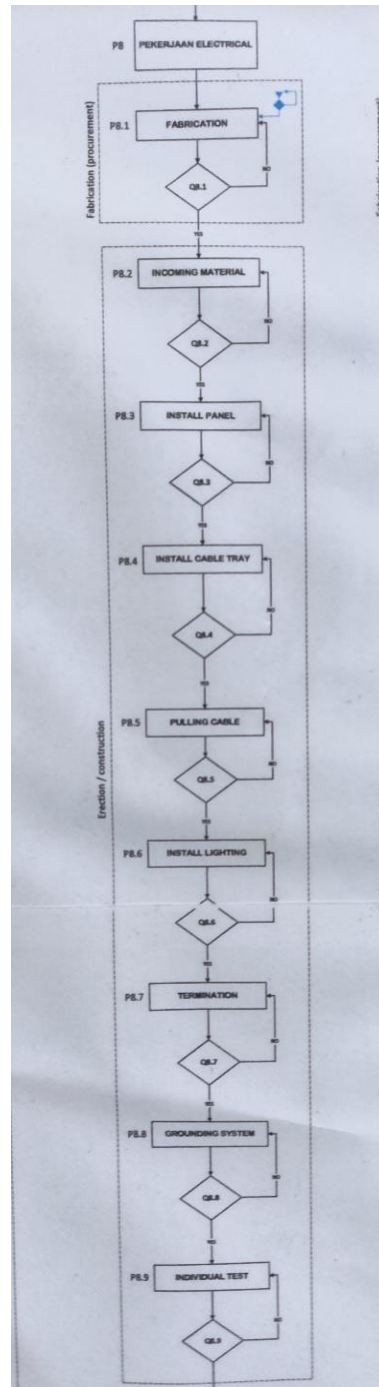 P8 PEKERJAAN ELECTRICAL
Fabrication (procurement)
P8.1 FABRICATION
NO
Q8.1
YES
Erection / construction
P8.2 INCOMING MATERIAL
NO
Q8.2
YES
P8.3 INSTALL PANEL
NO
Q8.3
YES
P8.4 INSTALL CABLE TRAY
NO
Q8.4
YES
P8.5 PULLING CABLE
NO
Q8.5
YES
P8.6 INSTALL LIGHTING
NO
Q8.6
YES
P8.7 TERMINATION
NO
Q8.7
YES
P8.8 GROUNDING SYSTEM
NO
Q8.8
YES
P8.9 INDIVIDUAL TEST
NO
Q8.9